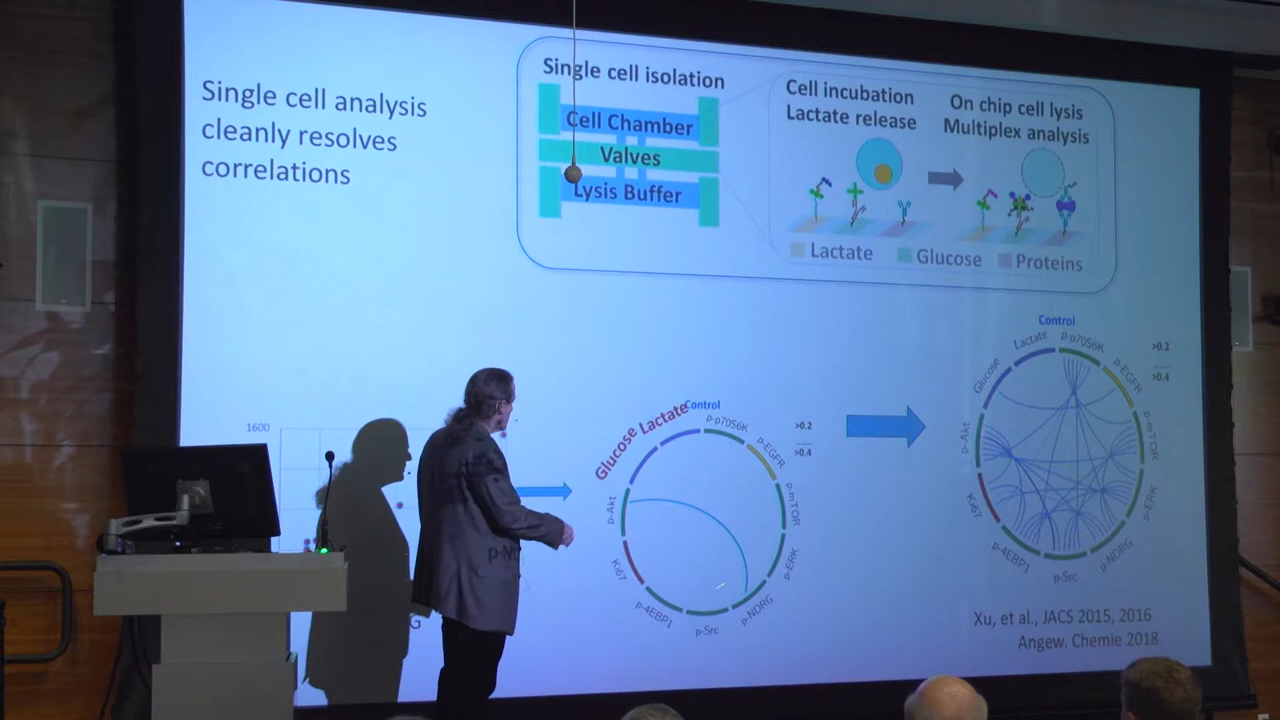 Single cell analysis
cleanly resolves
correlations
Single cell isolation
Cell Chamber
Valves
Lysis Buffer
Cell incubation
Lactate release
On chip cell lysis
Multiplex analysis
Lactate
Glucose
Proteins
1600
G
Control
Glucose
Lactate
p-p70S6K
p-EGFR
p-mTOR
p-ERK
p-NDRG
p-Src
p-4EBP1
Ki67
p-Akt
>0.2
>0.4
Control
Glucose
Lactate
p-p70S6K
p-EGFR
p-mTOR
p-ERK
p-NDRG
p-Src
p-4EBP1
Ki67
p-Akt
>0.2
>0.4
Xu, et al., JACS 2015, 2016
Angew. Chemie 2018